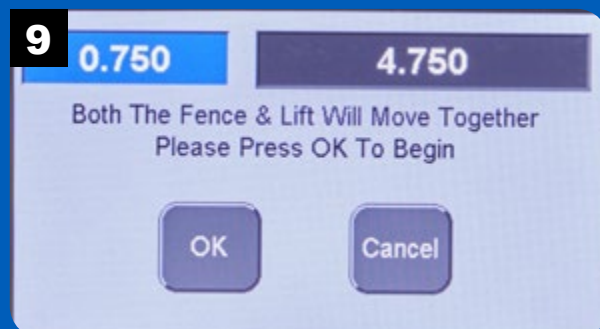 9
0.750 4.750
Both The Fence & Lift Will Move Together
Please Press OK To Begin
OK Cancel